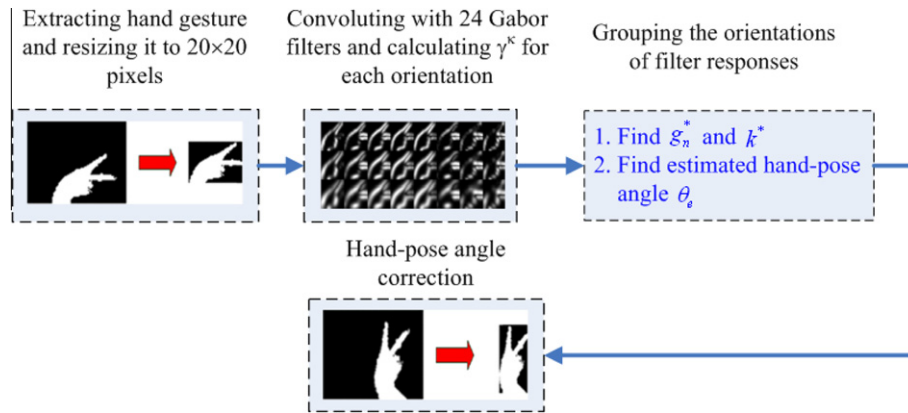 Extracting hand gesture
and resizing it to 20×20
pixels
Convoluting with 24 Gabor
filters and calculating γ^κ for
each orientation
Grouping the orientations
of filter responses
1. Find g_n^* and k^*
2. Find estimated hand-pose
angle θ_e
Hand-pose angle
correction